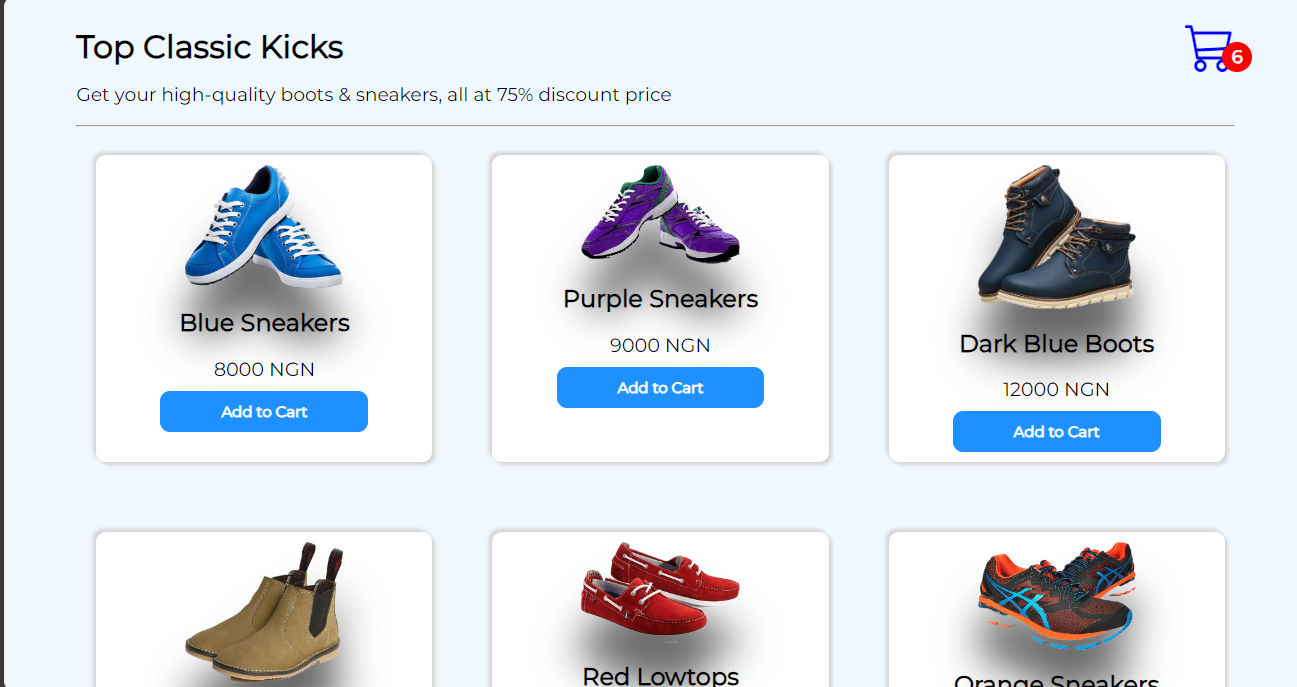 Top Classic Kicks
6
Get your high-quality boots & sneakers, all at 75% discount price
Blue Sneakers
8000 NGN
Add to Cart
Purple Sneakers
9000 NGN
Add to Cart
Dark Blue Boots
12000 NGN
Add to Cart
Red Lowtops
Orange Sneakers